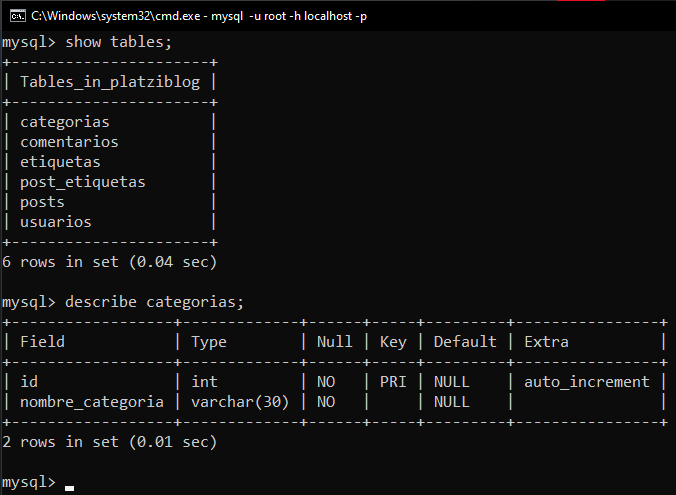 C:\Windows\system32\cmd.exe - mysql  -u root -h localhost -p
mysql> show tables;
+----------------------+
| Tables_in_platziblog |
+----------------------+
| categorias           |
| comentarios          |
| etiquetas            |
| post_etiquetas       |
| posts                |
| usuarios             |
+----------------------+
6 rows in set (0.04 sec)

mysql> describe categorias;
+------------------+-------------+------+-----+---------+----------------+
| Field            | Type        | Null | Key | Default | Extra          |
+------------------+-------------+------+-----+---------+----------------+
| id               | int         | NO   | PRI | NULL    | auto_increment |
| nombre_categoria | varchar(30) | NO   |     | NULL    |                |
+------------------+-------------+------+-----+---------+----------------+
2 rows in set (0.01 sec)

mysql>